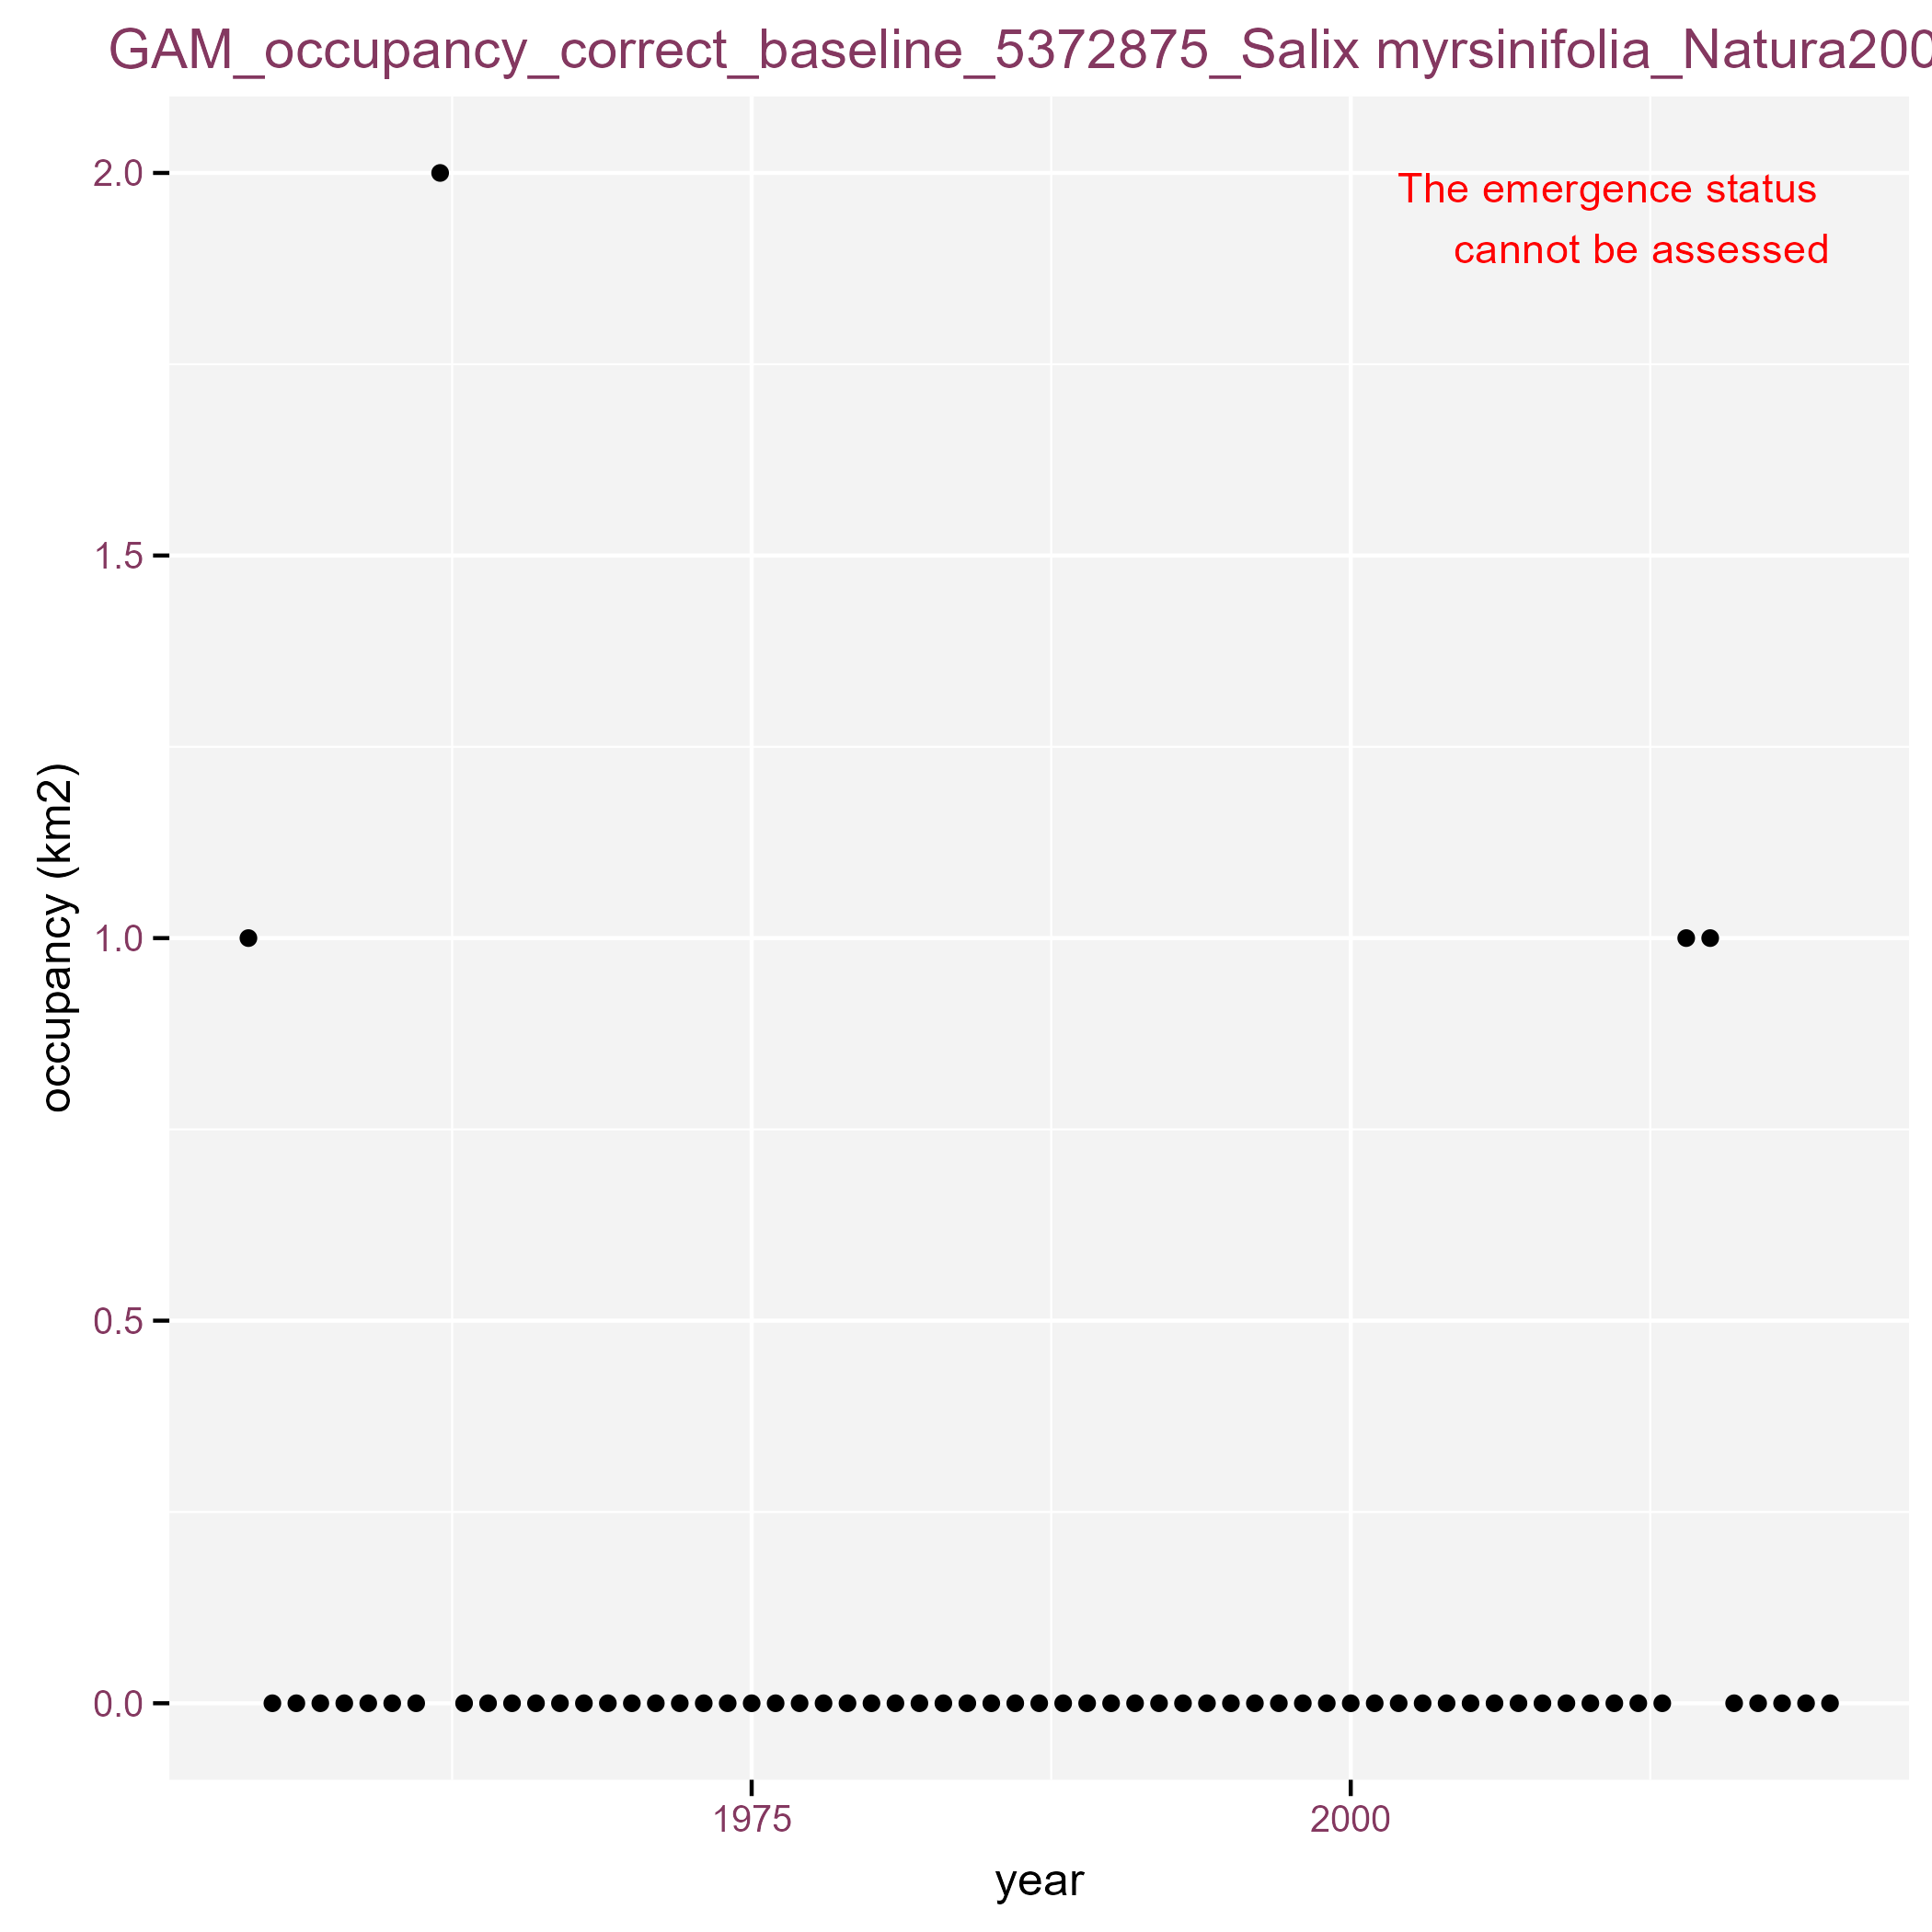 GAM_occupancy_correct_baseline_5372875_Salix myrsinifolia_Natura200
The emergence status
cannot be assessed
2.0
1.5
1.0
0.5
0.0
occupancy (km2)
1975
2000
year